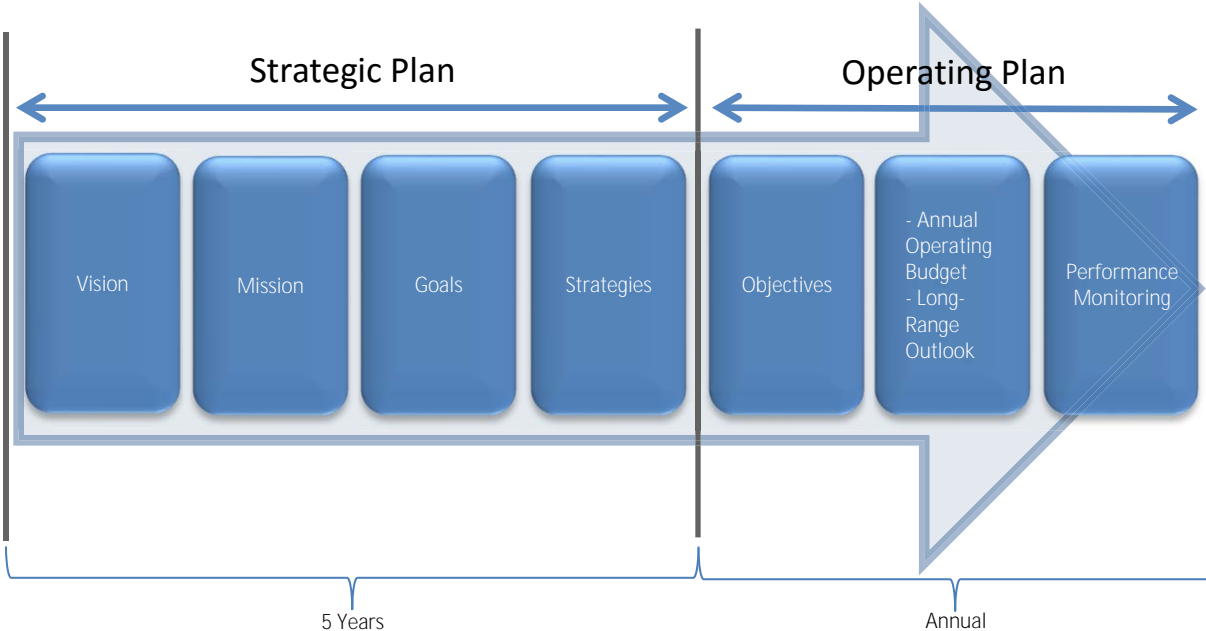 Strategic Plan
Operating Plan
Vision
Mission
Goals
Strategies
Objectives
- Annual
Operating
Budget
- Long-
Range
Outlook
Performance
Monitoring
5 Years
Annual